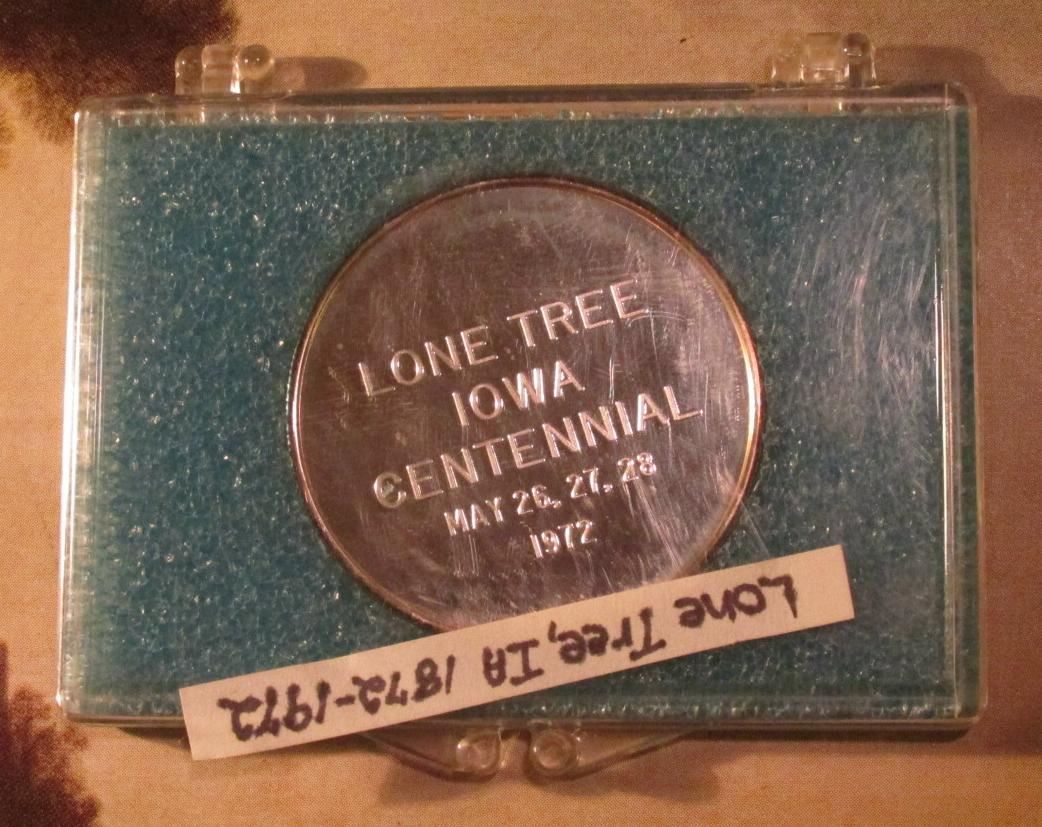 LONE TREE
IOWA
CENTENNIAL
MAY 26, 27, 28
1972
Lone Tree, IA 1872-1972